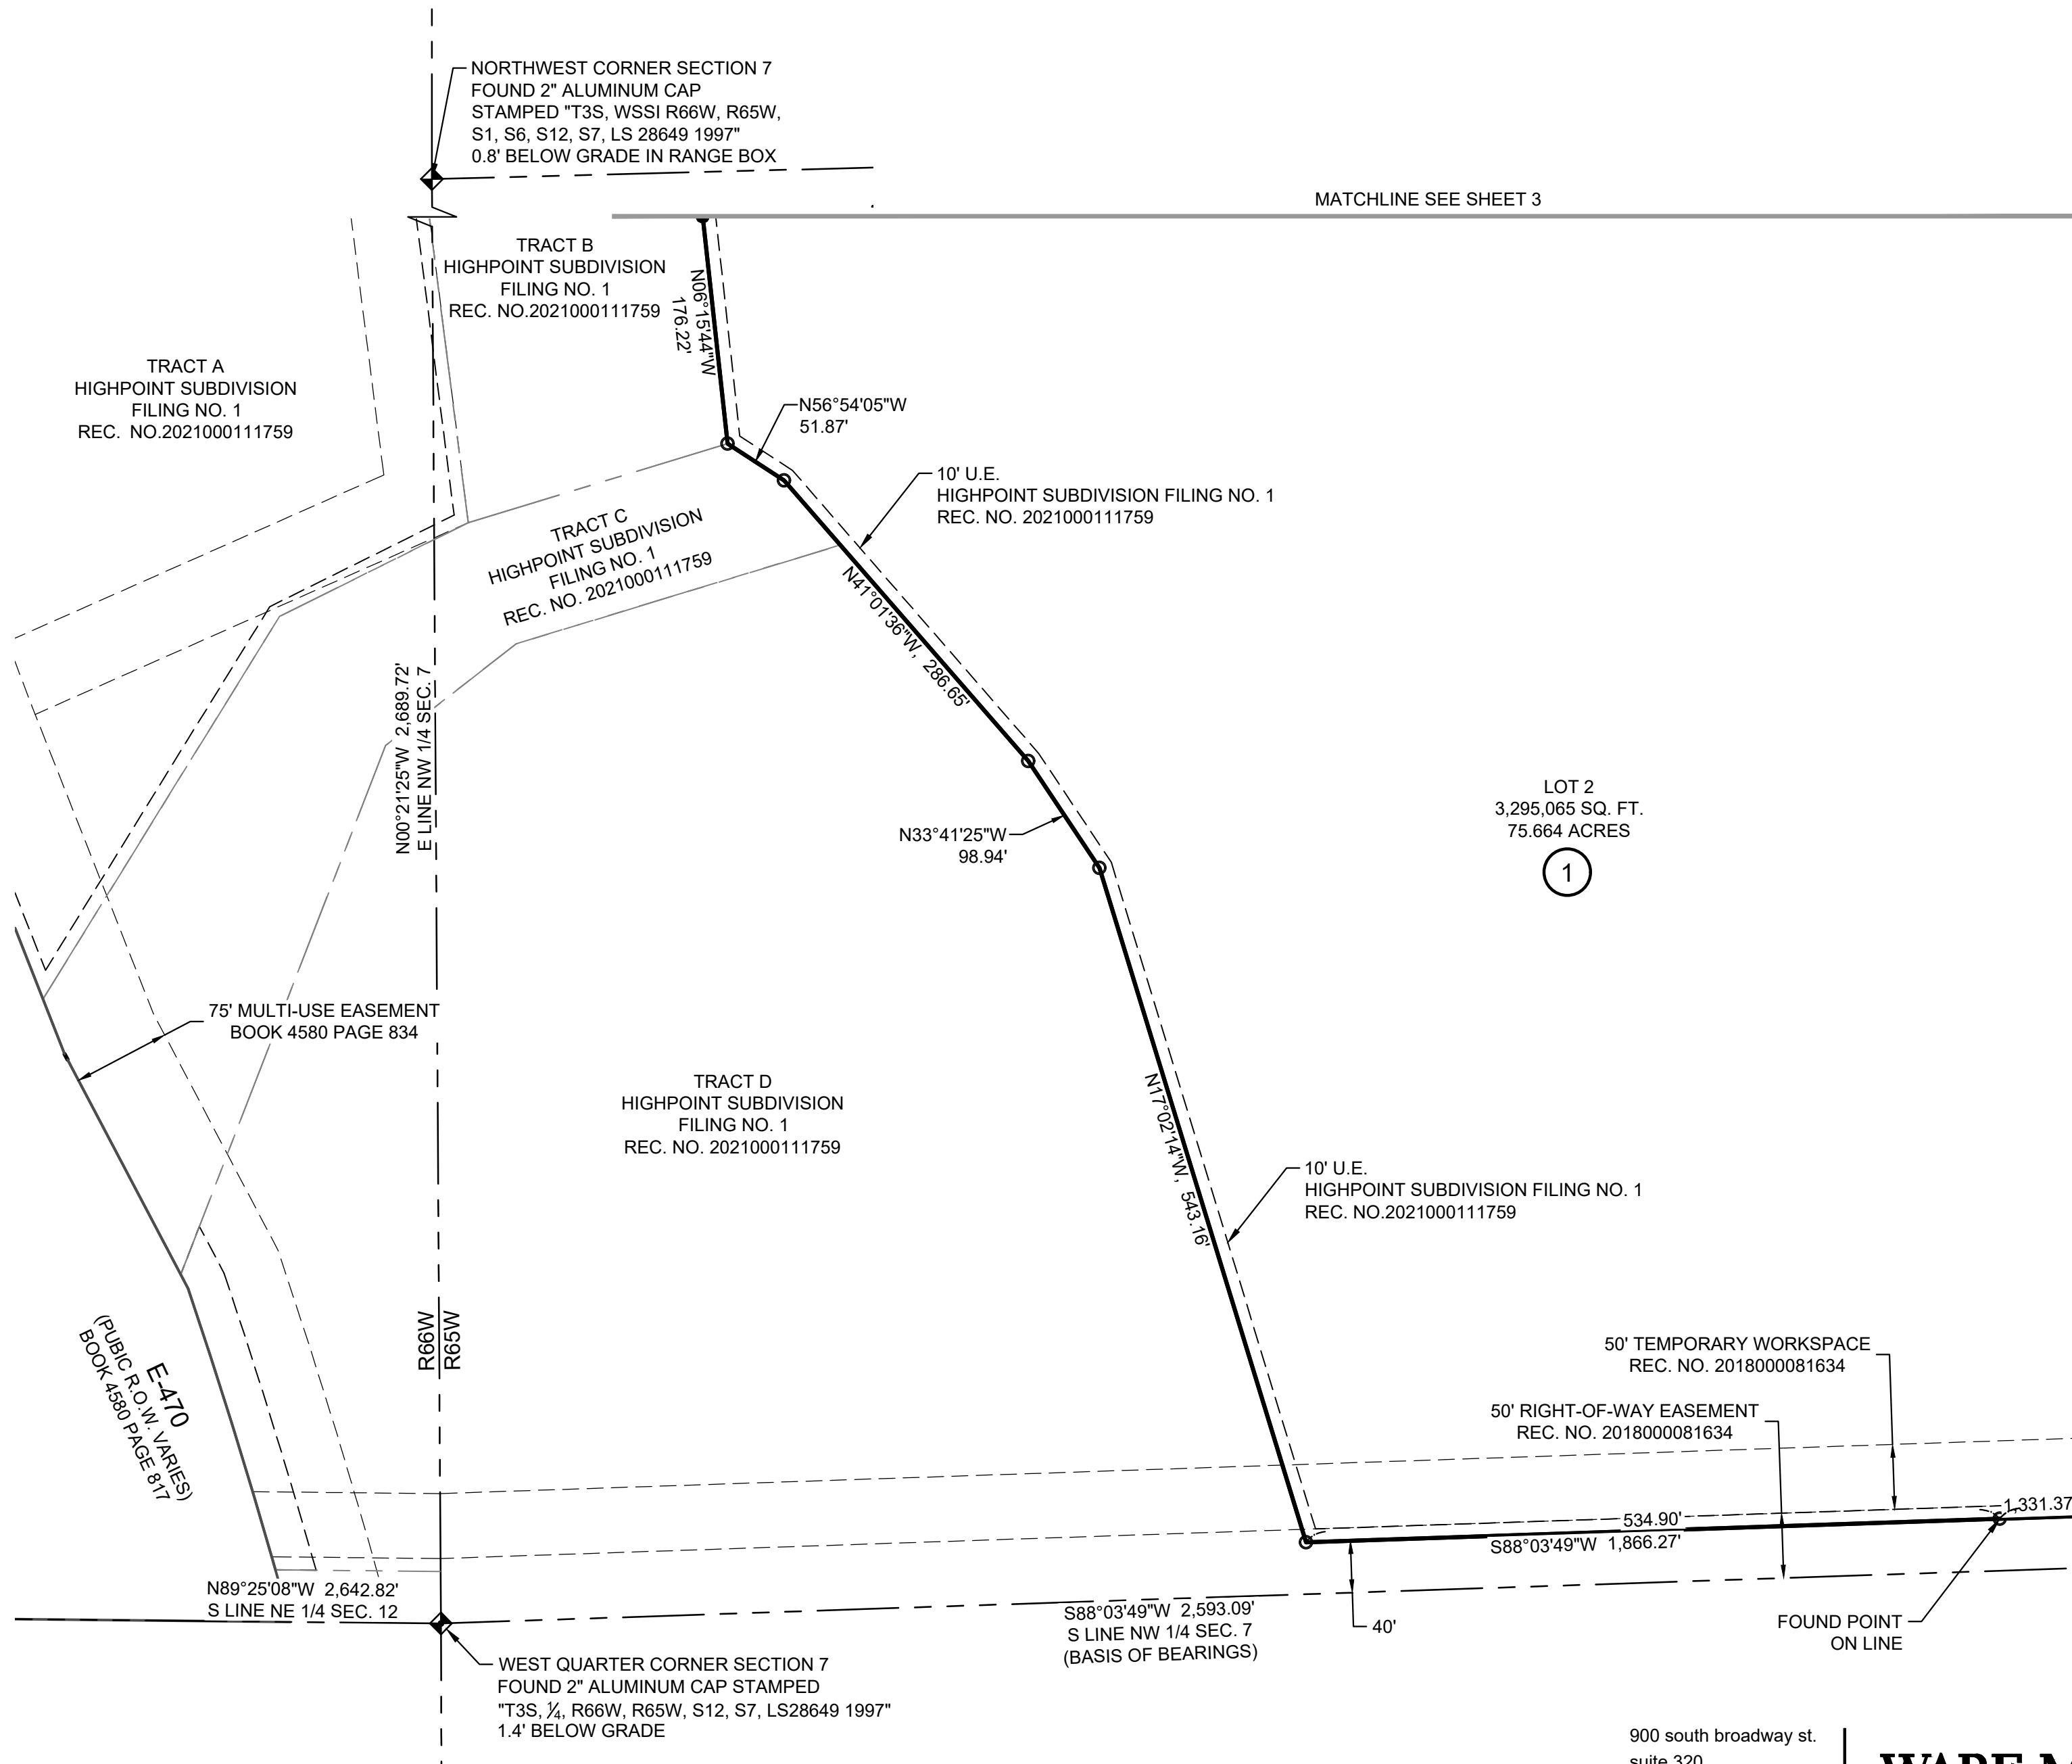 NORTHWEST CORNER SECTION 7
FOUND 2" ALUMINUM CAP
STAMPED "T3S, WSSI R66W, R65W,
S1, S6, S12, S7, LS 28649 1997"
0.8' BELOW GRADE IN RANGE BOX
MATCHLINE SEE SHEET 3
TRACT B
HIGHPOINT SUBDIVISION
FILING NO. 1
REC. NO.2021000111759
N06°15'44"W
176.22'
TRACT A
HIGHPOINT SUBDIVISION
FILING NO. 1
REC. NO.2021000111759
N56°54'05"W
51.87'
10' U.E.
HIGHPOINT SUBDIVISION FILING NO. 1
REC. NO. 2021000111759
TRACT C
HIGHPOINT SUBDIVISION
FILING NO. 1
REC. NO. 2021000111759
N41°01'36"W, 286.65'
N00°21'25"W 2,689.72'
E LINE NW 1/4 SEC. 7
LOT 2
3,295,065 SQ. FT.
75.664 ACRES
1
N33°41'25"W
98.94'
75' MULTI-USE EASEMENT
BOOK 4580 PAGE 834
TRACT D
HIGHPOINT SUBDIVISION
FILING NO. 1
REC. NO. 2021000111759
N17°02'14"W, 543.16'
10' U.E.
HIGHPOINT SUBDIVISION FILING NO. 1
REC. NO.2021000111759
R66W
R65W
E-470
(PUBIC R.O.W. VARIES)
BOOK 4580 PAGE 817
50' TEMPORARY WORKSPACE
REC. NO. 2018000081634
50' RIGHT-OF-WAY EASEMENT
REC. NO. 2018000081634
1,331.37
534.90'
S88°03'49"W 1,866.27'
N89°25'08"W 2,642.82'
S LINE NE 1/4 SEC. 12
S88°03'49"W 2,593.09'
S LINE NW 1/4 SEC. 7
(BASIS OF BEARINGS)
40'
FOUND POINT
ON LINE
WEST QUARTER CORNER SECTION 7
FOUND 2" ALUMINUM CAP STAMPED
"T3S, ¼, R66W, R65W, S12, S7, LS28649 1997"
1.4' BELOW GRADE
900 south broadway st.
suite 320